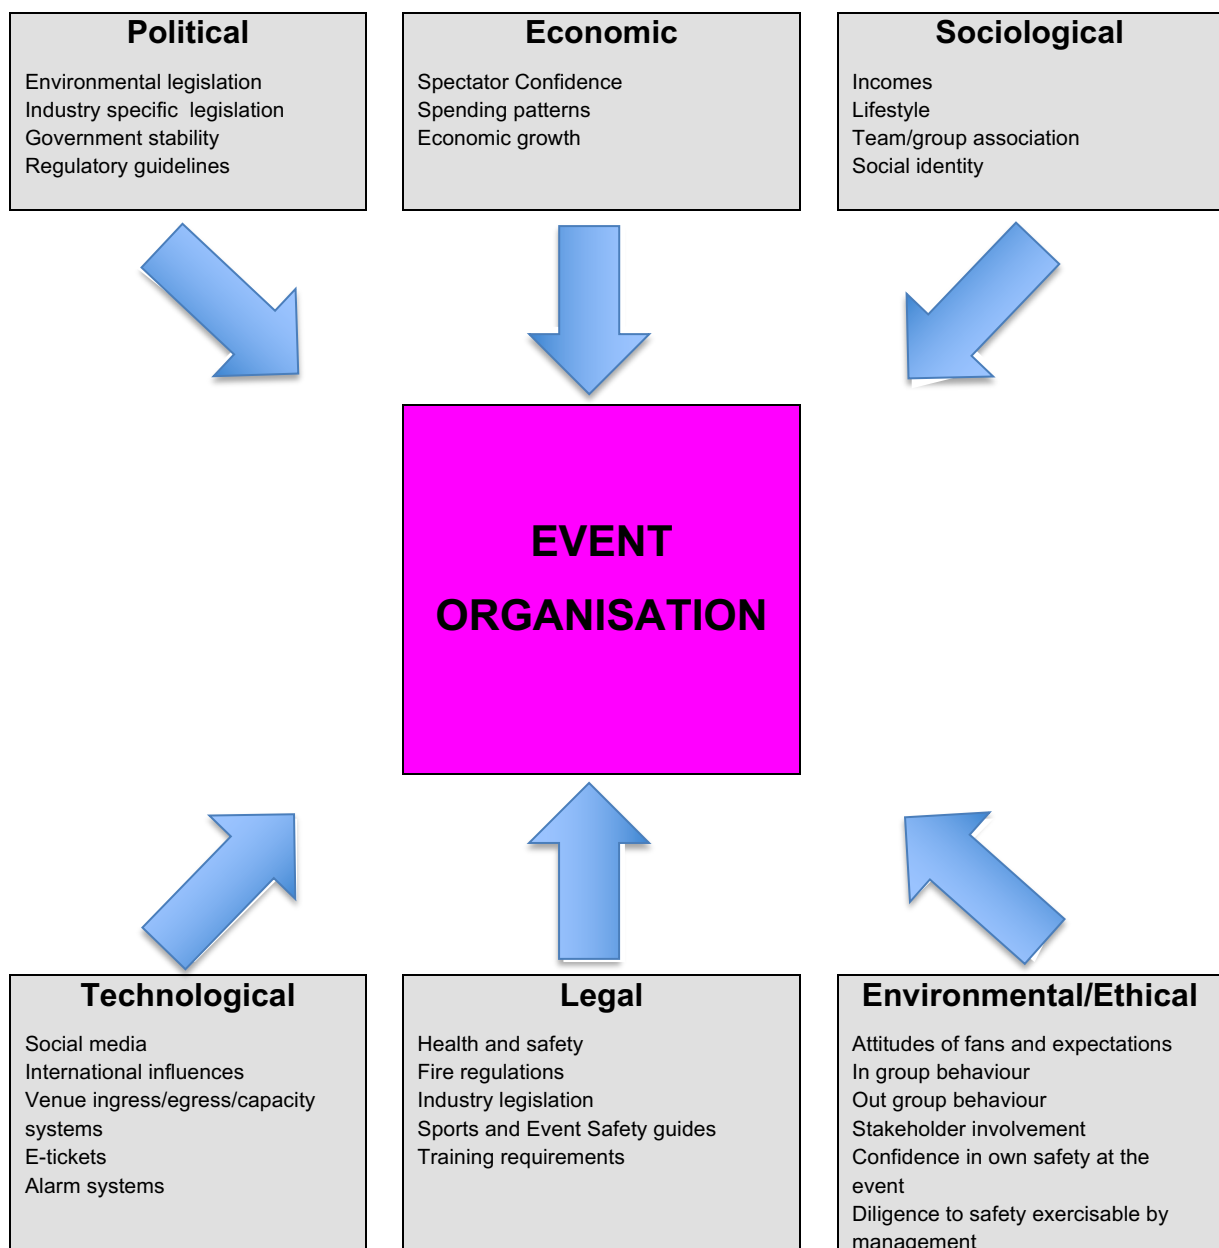 Political
Environmental legislation
Industry specific  legislation
Government stability
Regulatory guidelines
Economic
Spectator Confidence
Spending patterns
Economic growth
Sociological
Incomes
Lifestyle
Team/group association
Social identity
EVENT
ORGANISATION
Technological
Social media
International influences
Venue ingress/egress/capacity
systems
E-tickets
Alarm systems
Legal
Health and safety
Fire regulations
Industry legislation
Sports and Event Safety guides
Training requirements
Environmental/Ethical
Attitudes of fans and expectations
In group behaviour
Out group behaviour
Stakeholder involvement
Confidence in own safety at the
event
Diligence to safety exercisable by
management